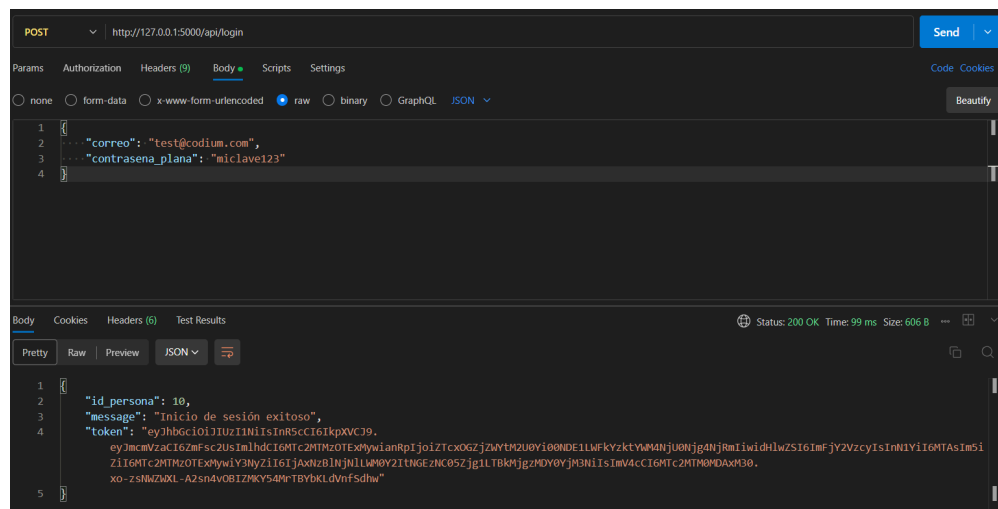 POST http://127.0.0.1:5000/api/login Send
Params Authorization Headers (9) Body Scripts Settings Code Cookies
none form-data x-www-form-urlencoded raw binary GraphQL JSON Beautify
1 {
2 "correo": "test@codium.com",
3 "contrasena_plana": "miclave123"
4 }
Body Cookies Headers (6) Test Results Status: 200 OK Time: 99 ms Size: 606 B
Pretty Raw Preview JSON
1 {
2 "id_persona": 10,
3 "message": "Inicio de sesión exitoso",
4 "token": "eyJhbGciOiJIUzI1NiIsInR5cCI6IkpXVCJ9.
eyJmcmVzaCI6ZmFsc2UsImlhdCI6MTc2MTMzOTExMywianRpIjoiZTcxOGZjZWYtM2U0Yi00NDE1LWFkYzktYWM4NjU0Njg4NjRmIiwidHlwZSI6ImFjY2VzcyIsInN1YiI6MTAsIm5i
ZiI6MTc2MTMzOTExMywiY3NyZiI6IjAxNzBlNjNlLWM0Y2ItNGEzNC05Zjg1LTBkMjgzMDY0YjM3NiIsImV4cCI6MTc2MTM0MDAxM30.
xo-zsNWZWXL-A2sn4vOBIZMKY54MrTBYbKLdVnfSdhw"
5 }